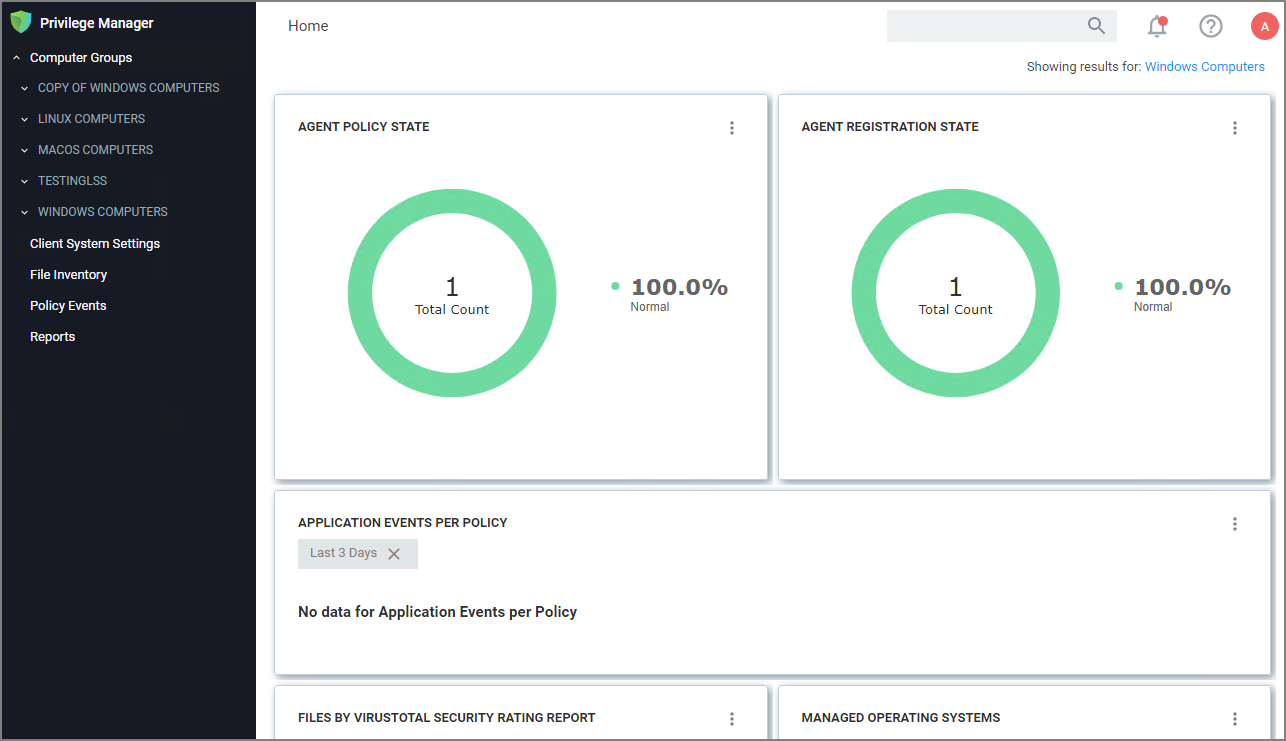 Privilege Manager
Computer Groups
COPY OF WINDOWS COMPUTERS
LINUX COMPUTERS
MACOS COMPUTERS
TESTINGLSS
WINDOWS COMPUTERS
Client System Settings
File Inventory
Policy Events
Reports
Home
A
Showing results for: Windows Computers
AGENT POLICY STATE
1
Total Count
100.0%
Normal
AGENT REGISTRATION STATE
1
Total Count
100.0%
Normal
APPLICATION EVENTS PER POLICY
Last 3 Days
No data for Application Events per Policy
FILES BY VIRUSTOTAL SECURITY RATING REPORT
MANAGED OPERATING SYSTEMS